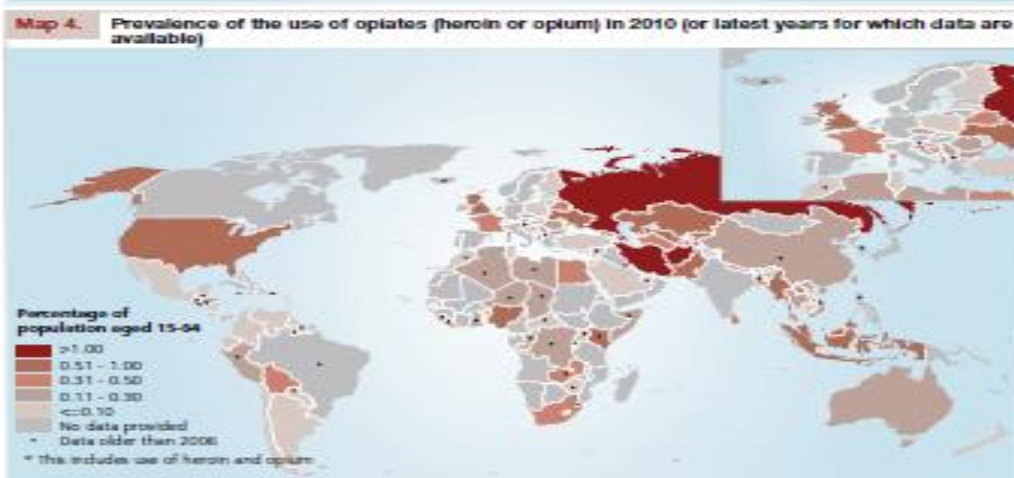 Map 4. Prevalence of the use of opiates (heroin or opium) in 2010 (or latest years for which data are
available)
Percentage of
population aged 15-64
>1.00
0.51 - 1.00
0.31 - 0.50
0.11 - 0.30
<=0.10
No data provided
Data older than 2008
* This includes use of heroin and opium